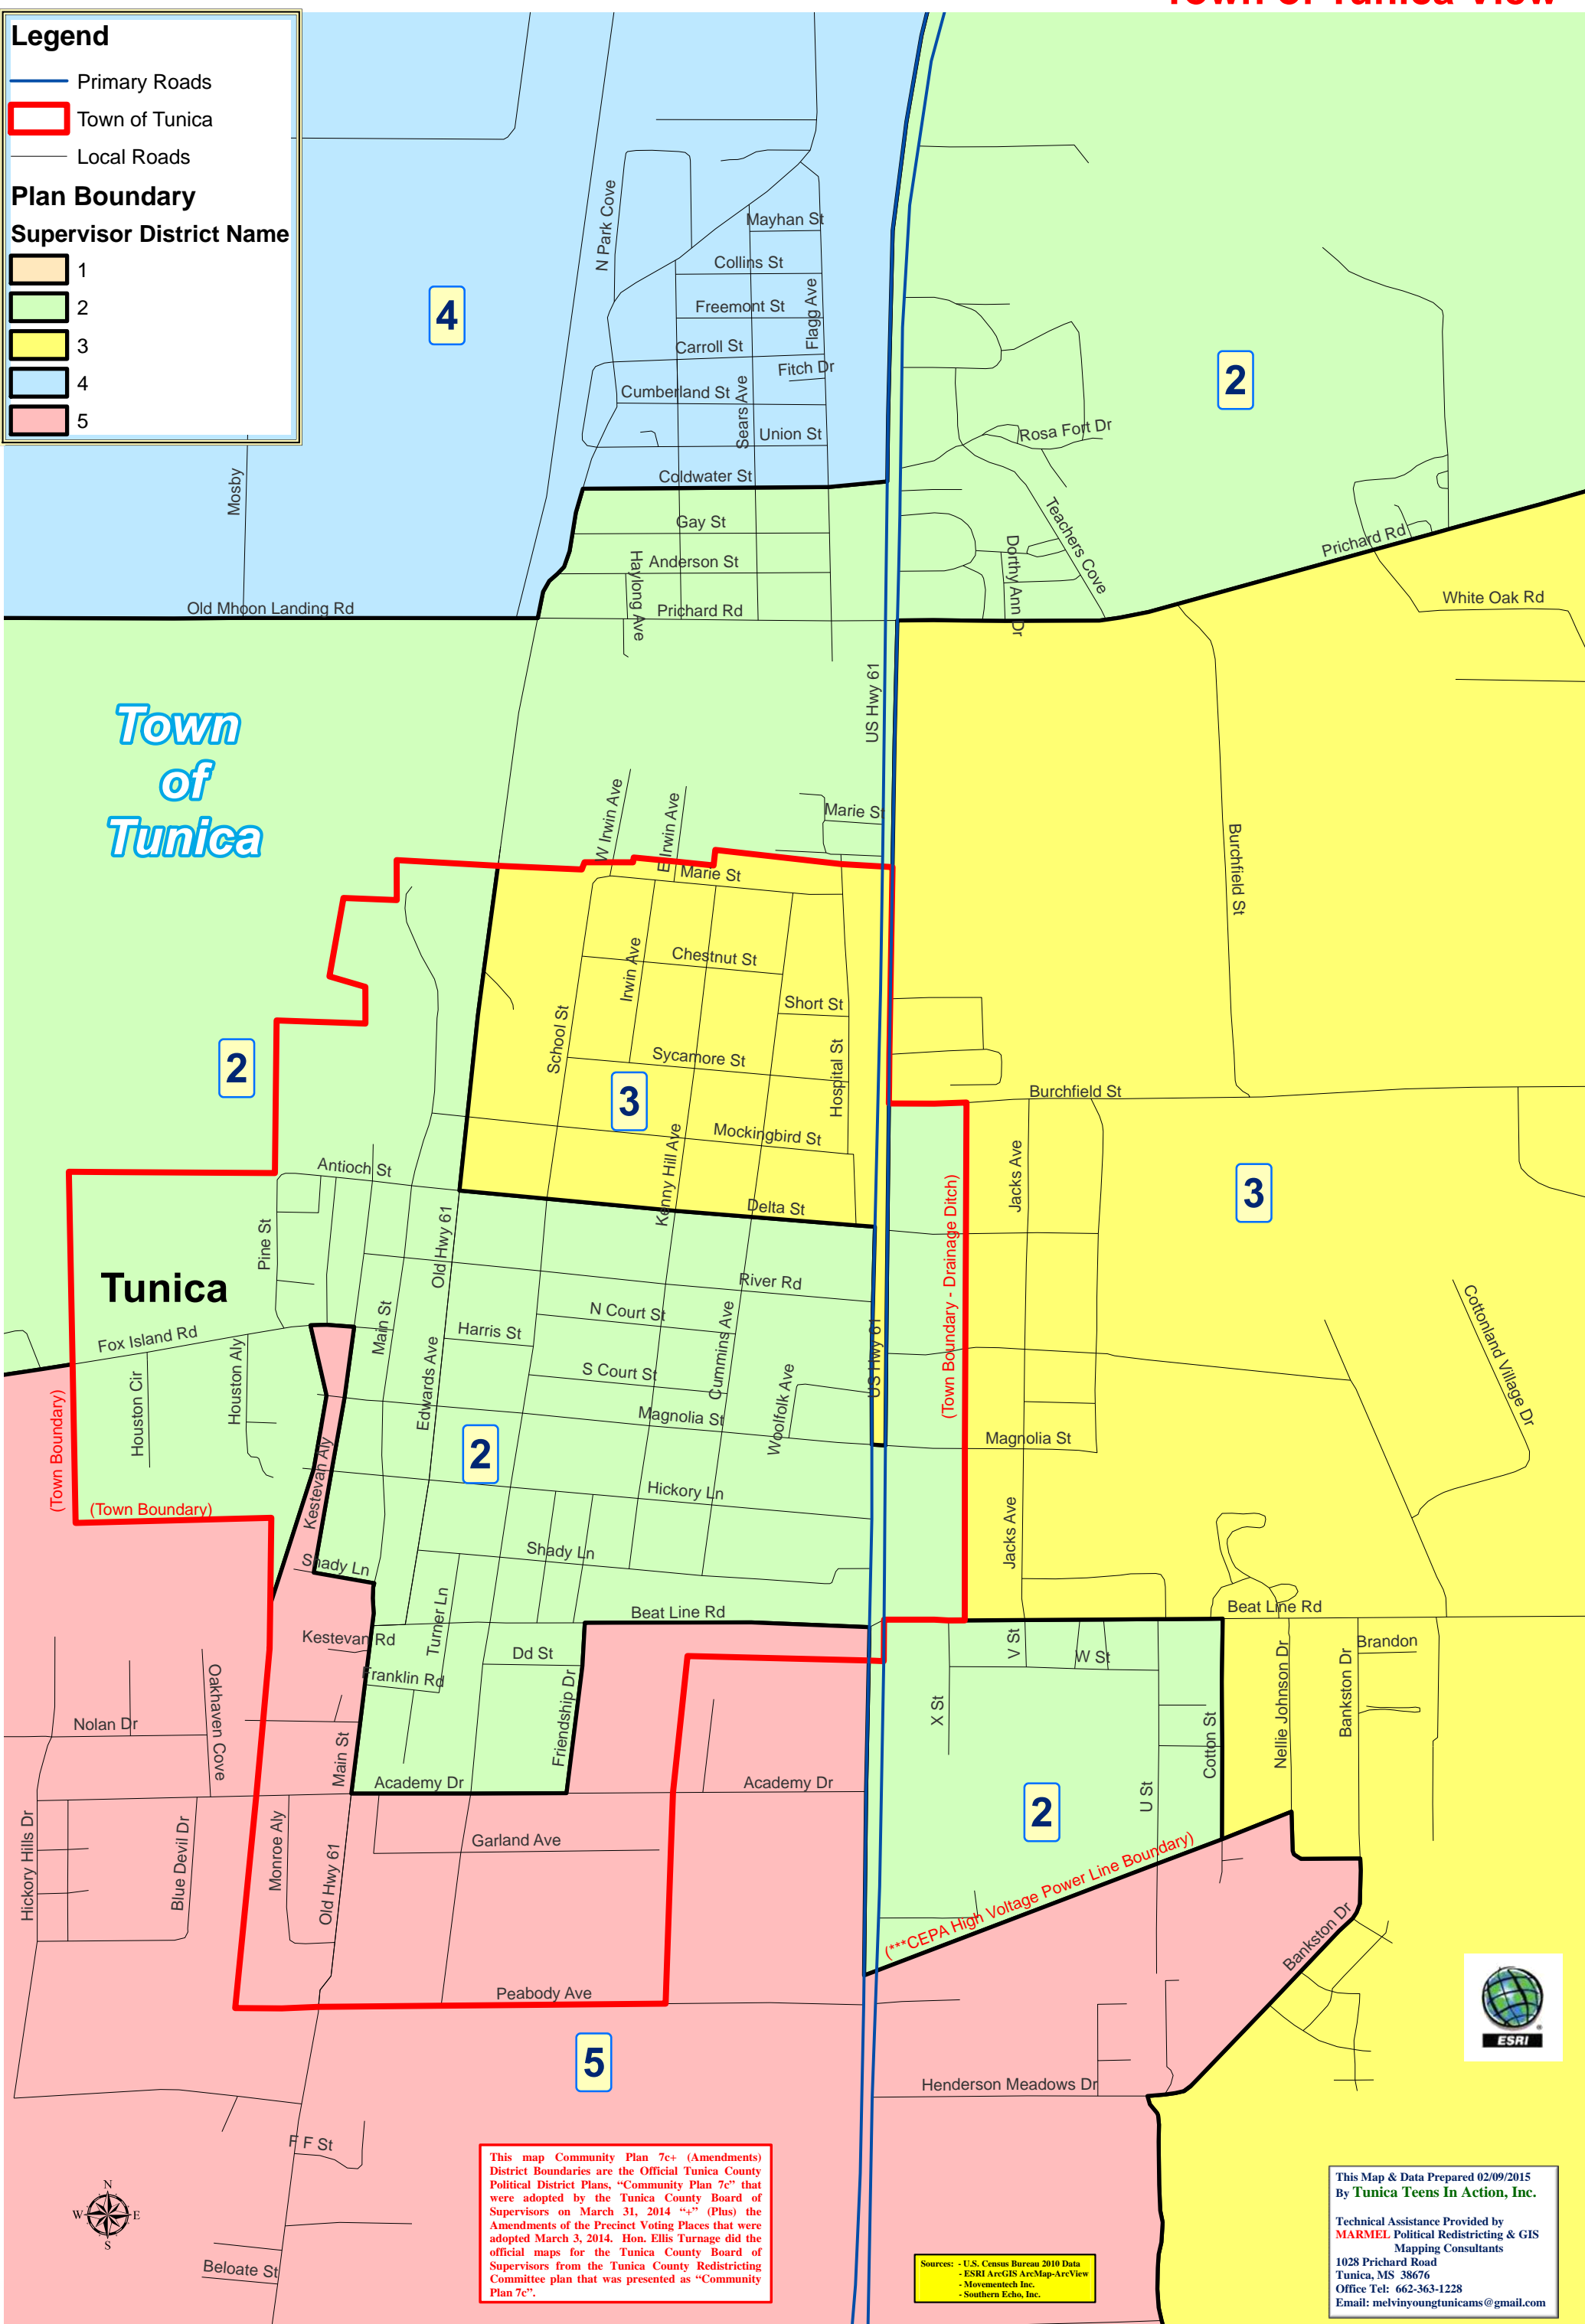 Town of Tunica View
Legend
Primary Roads
Town of Tunica
Local Roads
Plan Boundary
Supervisor District Name
1
2
3
4
5
N Park Cove
Mayhan St
Collins St
Freemont St
Flagg Ave
Carroll St
Fitch Dr
Cumberland St
Sears Ave
Union St
Coldwater St
4
2
Rosa Fort Dr
Mosby
Gay St
Anderson St
Haylong Ave
Prichard Rd
Old Mhoon Landing Rd
Teachers Cove
Dorthy Ann Dr
Prichard Rd
White Oak Rd
US Hwy 61
Town
of
Tunica
W Irwin Ave
E Irwin Ave
Marie St
Marie St
Burchfield St
Chestnut St
Irwin Ave
Short St
School St
Sycamore St
Hospital St
2
3
Burchfield St
Mockingbird St
Kenny Hill Ave
Jacks Ave
Antioch St
Delta St
3
Pine St
Old Hwy 61
(Town Boundary - Drainage Ditch)
Tunica
River Rd
N Court St
Main St
Harris St
Fox Island Rd
Cummins Ave
US Hwy 61
Cottonland Village Dr
Houston Cir
Houston Aly
Edwards Ave
S Court St
Woolfolk Ave
Magnolia St
Magnolia St
(Town Boundary)
(Town Boundary)
Kestevan Aly
2
Hickory Ln
Jacks Ave
Shady Ln
Shady Ln
Turner Ln
Beat Line Rd
Beat Line Rd
Kestevan Rd
Dd St
V St
W St
Brandon
Franklin Rd
Friendship Dr
Oakhaven Cove
X St
Nellie Johnson Dr
Bankston Dr
Nolan Dr
Main St
Cotton St
Academy Dr
Academy Dr
U St
2
Hickory Hills Dr
Blue Devil Dr
Monroe Aly
Old Hwy 61
Garland Ave
(***CEPA High Voltage Power Line Boundary)
Bankston Dr
Peabody Ave
5
Henderson Meadows Dr
ESRI
®
F F St
Beloate St
N
W
E
S
This map Community Plan 7c+ (Amendments)
District Boundaries are the Official Tunica County
Political District Plans, “Community Plan 7c” that
were adopted by the Tunica County Board of
Supervisors on March 31, 2014 “+” (Plus) the
Amendments of the Precinct Voting Places that were
adopted March 3, 2014. Hon. Ellis Turnage did the
official maps for the Tunica County Board of
Supervisors from the Tunica County Redistricting
Committee plan that was presented as “Community
Plan 7c”.
Sources: - U.S. Census Bureau 2010 Data
- ESRI ArcGIS ArcMap-ArcView
- Movementech Inc.
- Southern Echo, Inc.
This Map & Data Prepared 02/09/2015
By Tunica Teens In Action, Inc.
Technical Assistance Provided by
MARMEL Political Redistricting & GIS
Mapping Consultants
1028 Prichard Road
Tunica, MS 38676
Office Tel: 662-363-1228
Email: melvinyoungtunicams@gmail.com